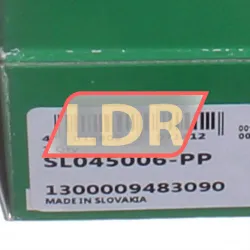 LDR
SL045006-PP
1300009483090
MADE IN SLOVAKIA